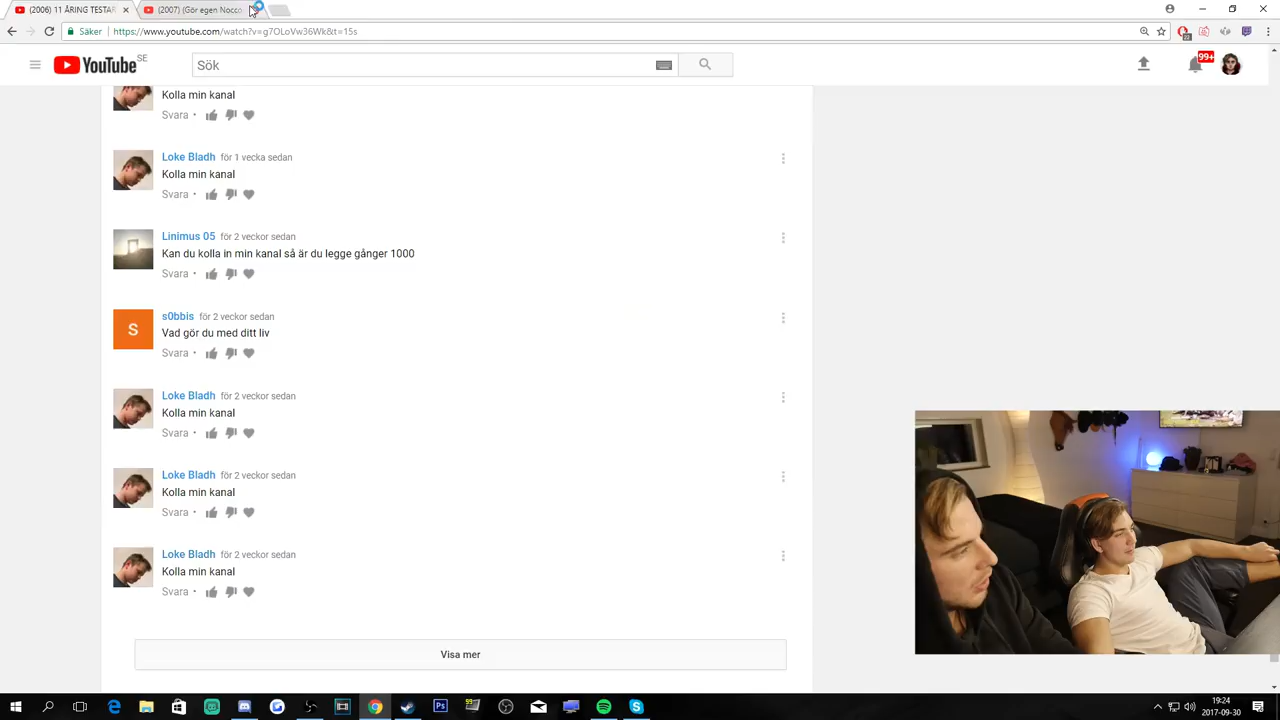 (2006) 11 ÅRING TESTAR
(2007) (Gör egen Nocco
Säker
https://www.youtube.com/watch?v=g7OLoVw36Wk&t=15s
YouTube SE
Sök
99+
Kolla min kanal
Svara •
Loke Bladh för 1 vecka sedan
Kolla min kanal
Svara •
Linimus 05 för 2 veckor sedan
Kan du kolla in min kanal så är du legge gånger 1000
Svara •
s0bbis för 2 veckor sedan
S
Vad gör du med ditt liv
Svara •
Loke Bladh för 2 veckor sedan
Kolla min kanal
Svara •
Loke Bladh för 2 veckor sedan
Kolla min kanal
Svara •
Loke Bladh för 2 veckor sedan
Kolla min kanal
Svara •
Visa mer
19:24
2017-09-30